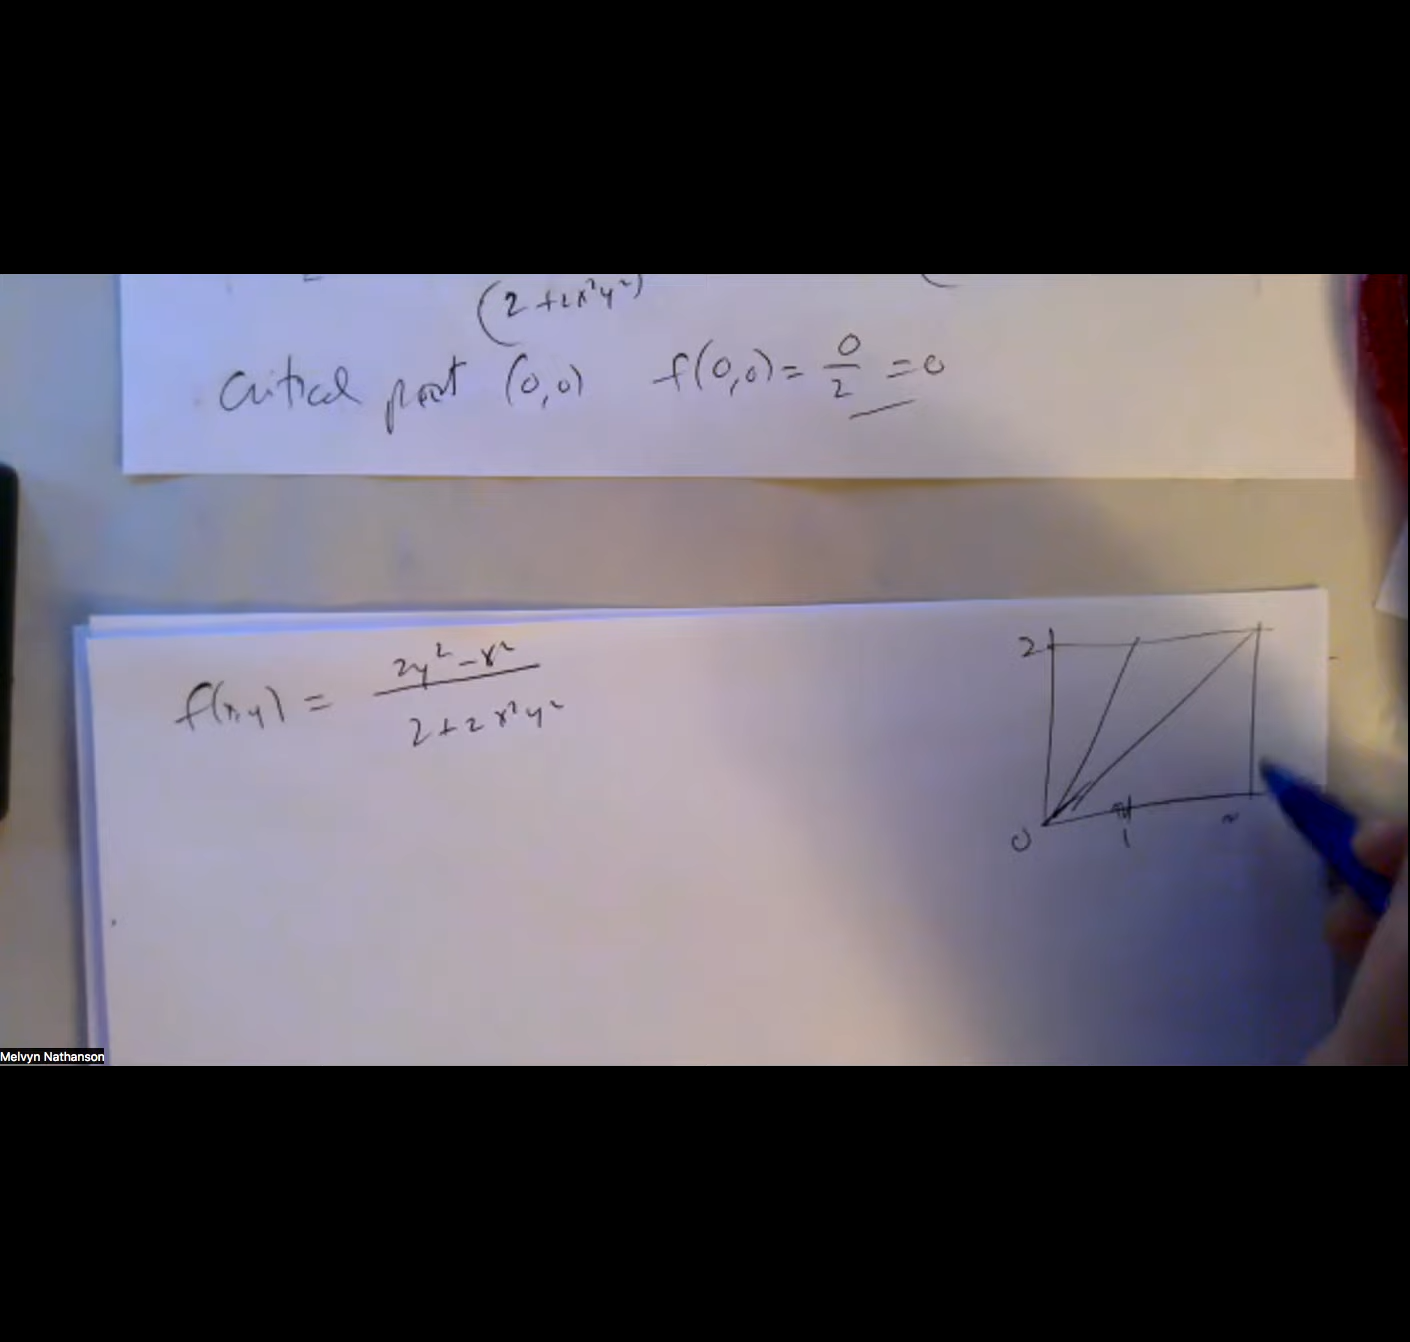 (2+2x²y²)
Critical point (0,0) f(0,0) = 0/2 = 0
f(x,y) = 2y²-x² / 2+2x²y²
2
0 1 2
Melvyn Nathanson